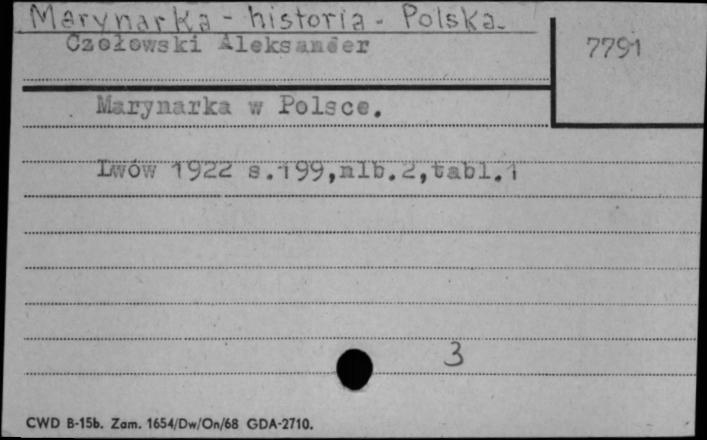 Marynarka - historia - Polska.
Czołowski Aleksander
7791
Marynarka w Polsce.
Lwów 1922 s.199,nlb.2,tabl.1
3
CWD B-15b. Zam. 1654/Dw/On/68 GDA-2710.